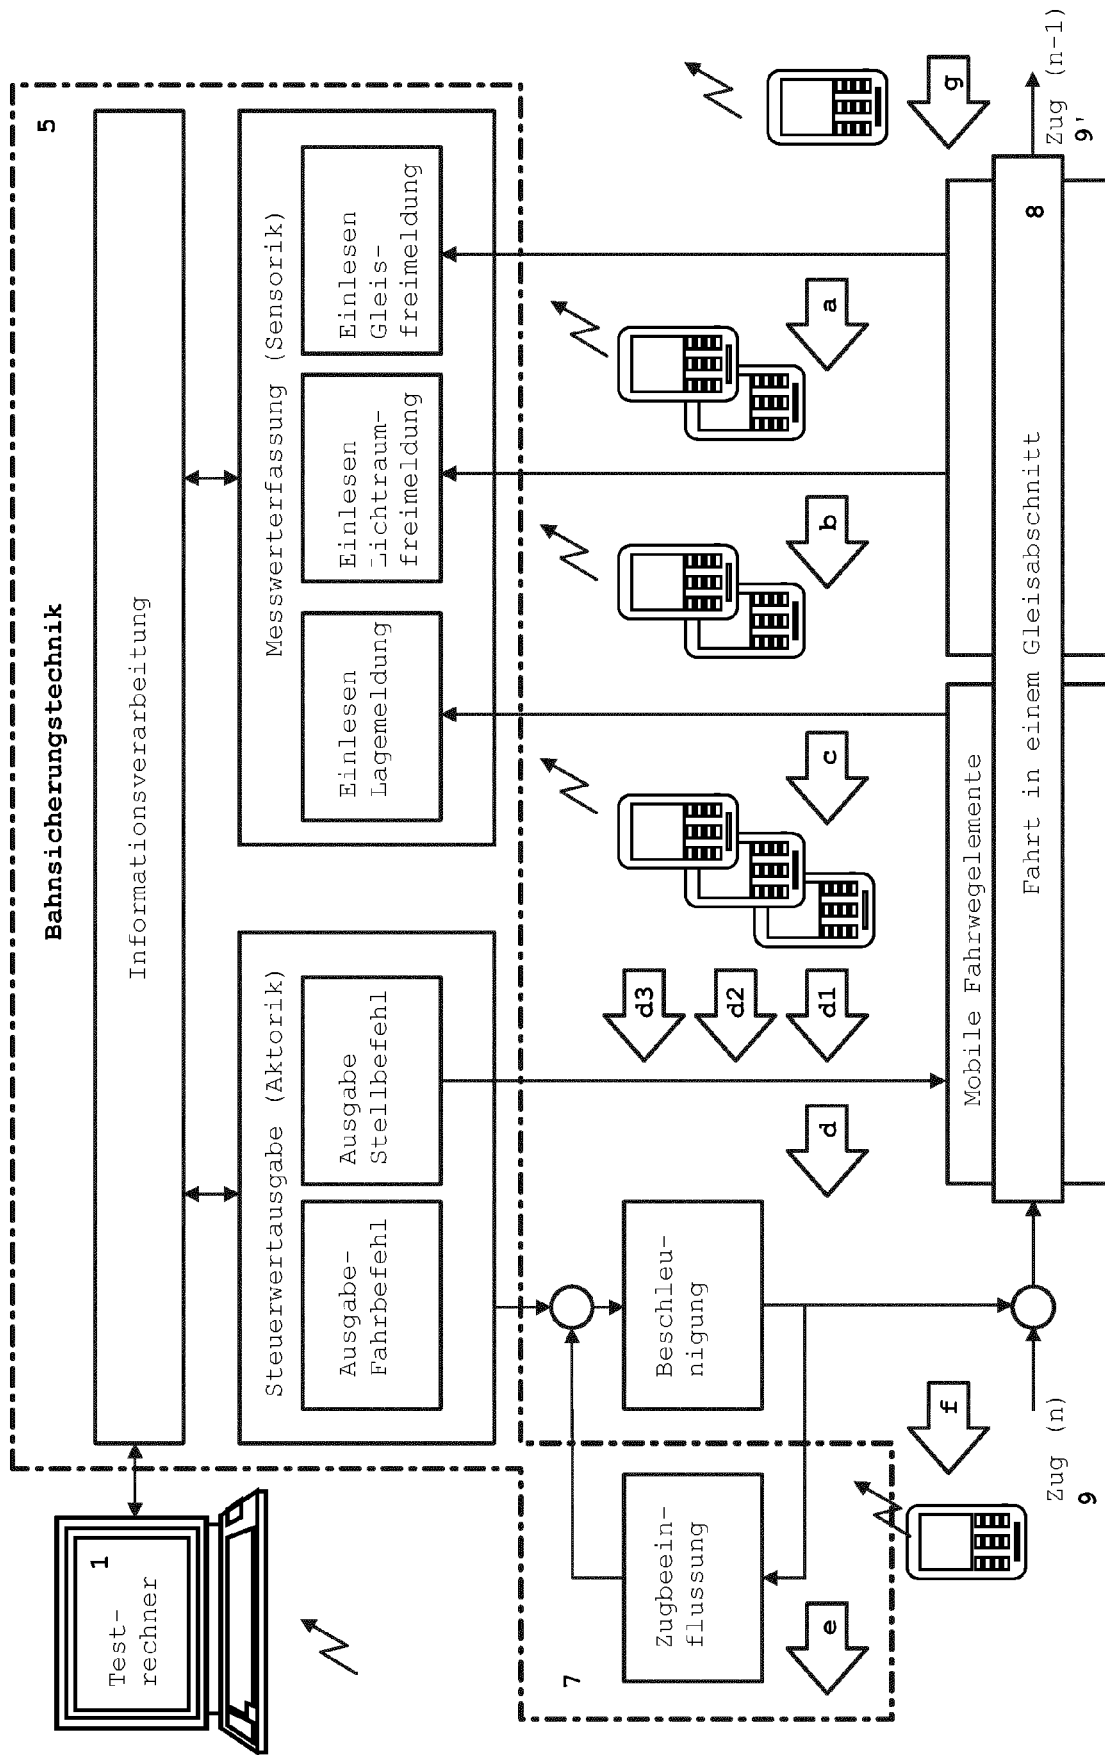 Bahnsicherungstechnik
5
Test-
rechner
1
Informationsverarbeitung
Steuerwertausgabe (Aktorik)
Ausgabe-
Fahrbefehl
Ausgabe
Stellbefehl
Messwerterfassung (Sensorik)
Einlesen
Lagemeldung
Einlesen
Lichtraum-
freimeldung
Einlesen
Gleis-
freimeldung
7
Zugbeein-
flussung
Beschleu-
nigung
e
d
d3
d2
d1
c
b
a
f
g
Mobile Fahrwegelemente
Fahrt in einem Gleisabschnitt
8
Zug (n)
9
Zug (n-1)
9'